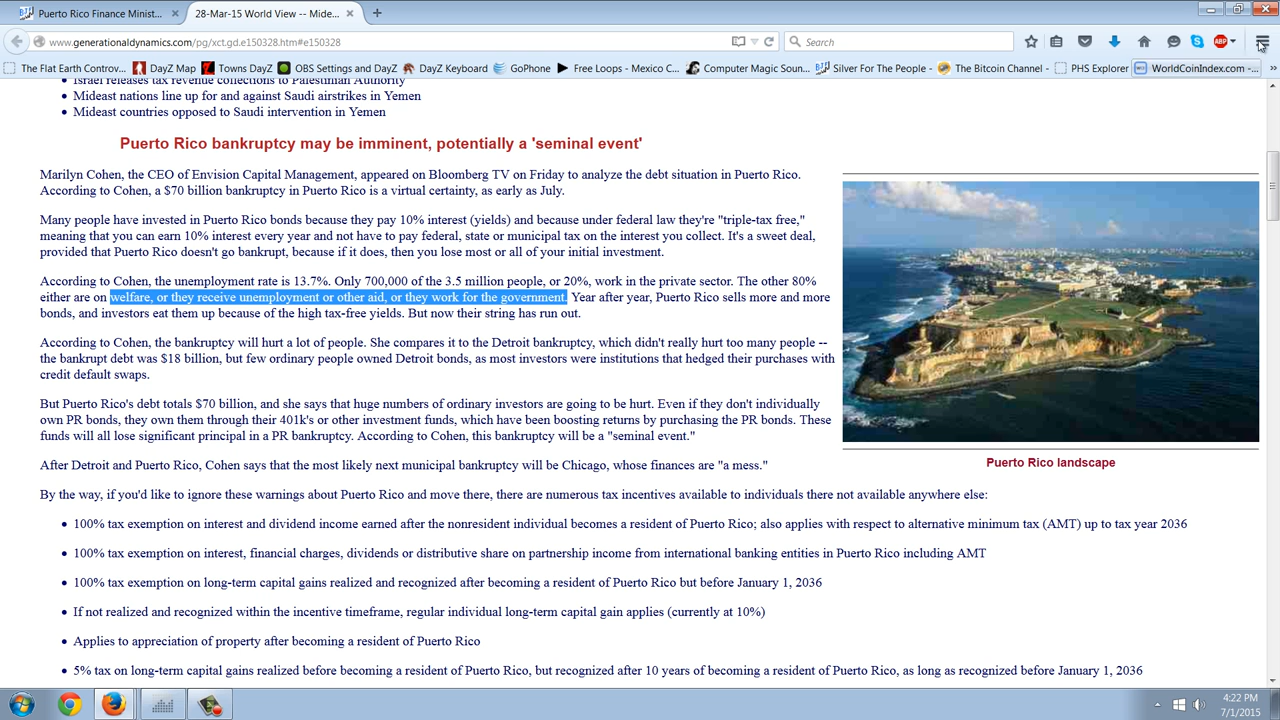 Puerto Rico Finance Minist...
28-Mar-15 World View -- Mide...
www.generationaldynamics.com/pg/xct.gd.e150328.htm#e150328
Search
ABP
The Flat Earth Controv...
DayZ Map
Towns DayZ
OBS Settings and DayZ
DayZ Keyboard
GoPhone
Free Loops - Mexico C...
Computer Magic Soun...
Silver For The People -
The Bitcoin Channel -
PHS Explorer
WorldCoinIndex.com -...
Israel releases tax revenue collections to Palestinian Authority
Mideast nations line up for and against Saudi airstrikes in Yemen
Mideast countries opposed to Saudi intervention in Yemen
Puerto Rico bankruptcy may be imminent, potentially a 'seminal event'
Marilyn Cohen, the CEO of Envision Capital Management, appeared on Bloomberg TV on Friday to analyze the debt situation in Puerto Rico.
According to Cohen, a $70 billion bankruptcy in Puerto Rico is a virtual certainty, as early as July.
Many people have invested in Puerto Rico bonds because they pay 10% interest (yields) and because under federal law they're "triple-tax free,"
meaning that you can earn 10% interest every year and not have to pay federal, state or municipal tax on the interest you collect. It's a sweet deal,
provided that Puerto Rico doesn't go bankrupt, because if it does, then you lose most or all of your initial investment.
According to Cohen, the unemployment rate is 13.7%. Only 700,000 of the 3.5 million people, or 20%, work in the private sector. The other 80%
either are on welfare, or they receive unemployment or other aid, or they work for the government. Year after year, Puerto Rico sells more and more
bonds, and investors eat them up because of the high tax-free yields. But now their string has run out.
According to Cohen, the bankruptcy will hurt a lot of people. She compares it to the Detroit bankruptcy, which didn't really hurt too many people --
the bankrupt debt was $18 billion, but few ordinary people owned Detroit bonds, as most investors were institutions that hedged their purchases with
credit default swaps.
But Puerto Rico's debt totals $70 billion, and she says that huge numbers of ordinary investors are going to be hurt. Even if they don't individually
own PR bonds, they own them through their 401k's or other investment funds, which have been boosting returns by purchasing the PR bonds. These
funds will all lose significant principal in a PR bankruptcy. According to Cohen, this bankruptcy will be a "seminal event."
After Detroit and Puerto Rico, Cohen says that the most likely next municipal bankruptcy will be Chicago, whose finances are "a mess."
Puerto Rico landscape
By the way, if you'd like to ignore these warnings about Puerto Rico and move there, there are numerous tax incentives available to individuals there not available anywhere else:
100% tax exemption on interest and dividend income earned after the nonresident individual becomes a resident of Puerto Rico; also applies with respect to alternative minimum tax (AMT) up to tax year 2036
100% tax exemption on interest, financial charges, dividends or distributive share on partnership income from international banking entities in Puerto Rico including AMT
100% tax exemption on long-term capital gains realized and recognized after becoming a resident of Puerto Rico but before January 1, 2036
If not realized and recognized within the incentive timeframe, regular individual long-term capital gain applies (currently at 10%)
Applies to appreciation of property after becoming a resident of Puerto Rico
5% tax on long-term capital gains realized before becoming a resident of Puerto Rico, but recognized after 10 years of becoming a resident of Puerto Rico, as long as recognized before January 1, 2036
4:22 PM
7/1/2015